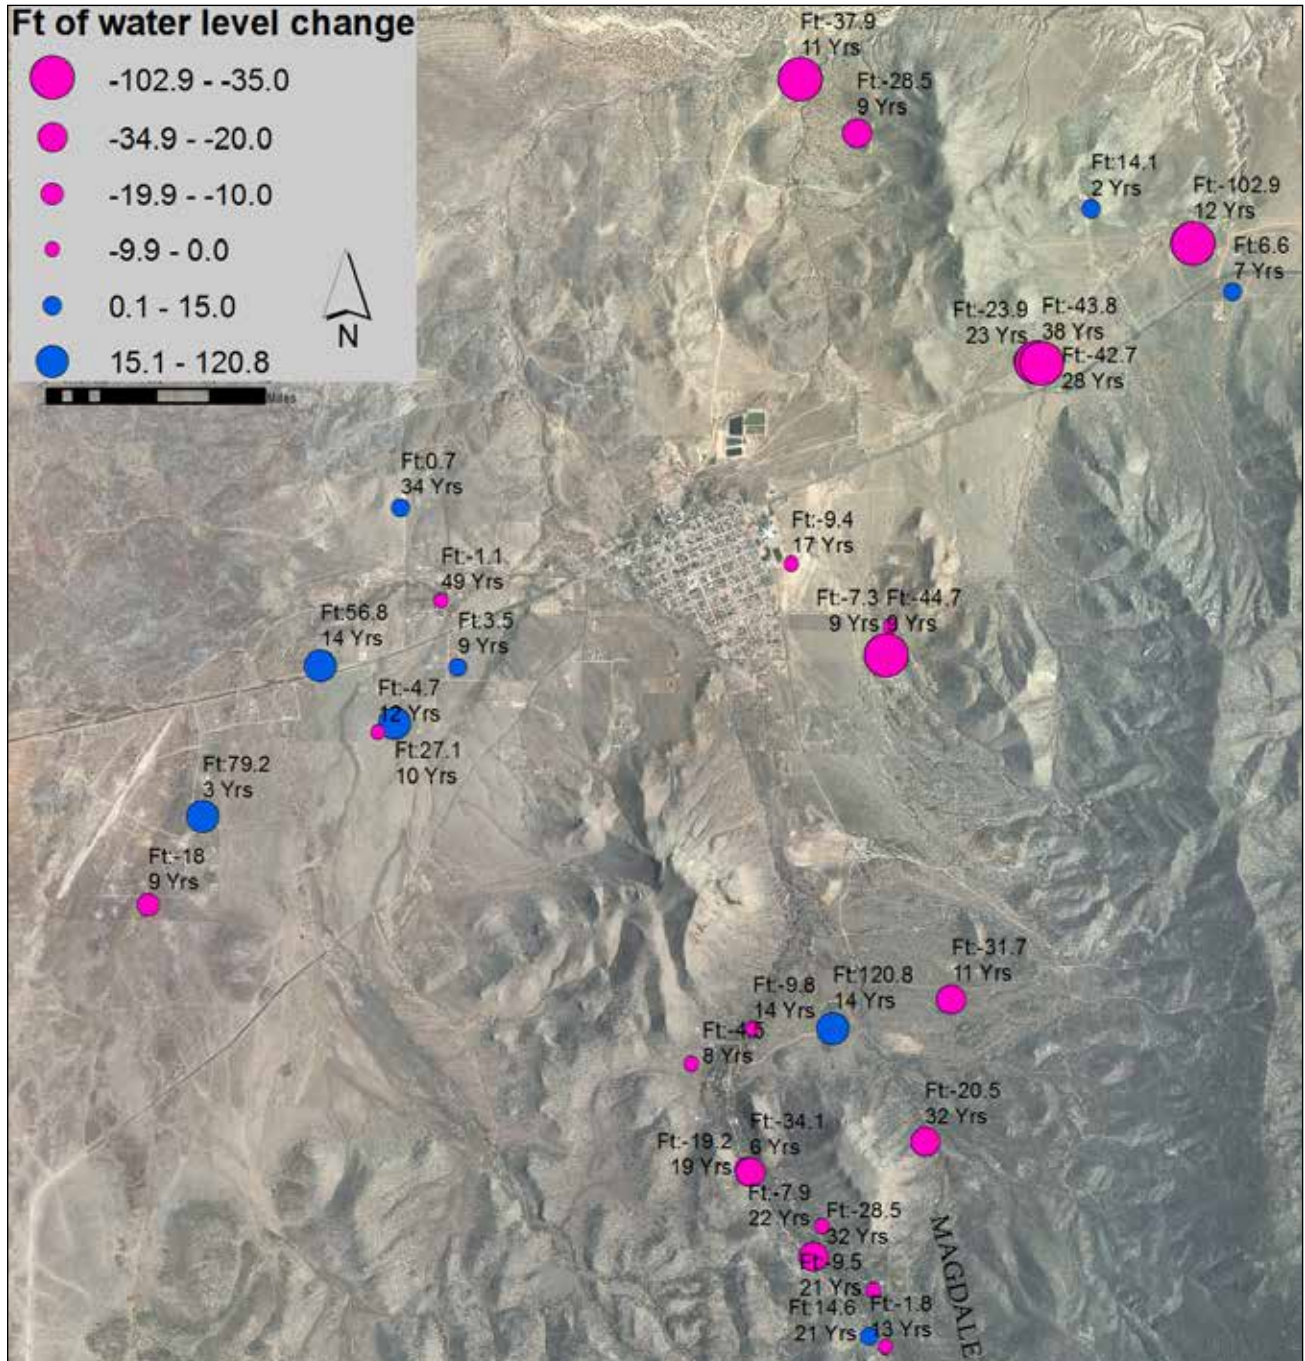 Ft of water level change
-102.9 - -35.0
-34.9 - -20.0
-19.9 - -10.0
-9.9 - 0.0
0.1 - 15.0
15.1 - 120.8
N
Miles
Ft:-37.9
11 Yrs
Ft:-28.5
9 Yrs
Ft:14.1
2 Yrs
Ft:-102.9
12 Yrs
Ft:6.6
7 Yrs
Ft:-23.9
23 Yrs
Ft:-43.8
38 Yrs
Ft:-42.7
28 Yrs
Ft:0.7
34 Yrs
Ft:-9.4
17 Yrs
Ft:-1.1
49 Yrs
Ft:-7.3
9 Yrs
Ft:-44.7
9 Yrs
Ft:56.8
14 Yrs
Ft:3.5
9 Yrs
Ft:-4.7
12 Yrs
Ft:27.1
10 Yrs
Ft:79.2
3 Yrs
Ft:-18
9 Yrs
Ft:-31.7
11 Yrs
Ft:-9.8
14 Yrs
Ft:120.8
14 Yrs
Ft:-4.5
8 Yrs
Ft:-20.5
32 Yrs
Ft:-34.1
6 Yrs
Ft:-19.2
19 Yrs
Ft:-7.9
22 Yrs
Ft:-28.5
32 Yrs
Ft:-9.5
21 Yrs
Ft:14.6
21 Yrs
Ft:-1.8
13 Yrs
MAGDALE